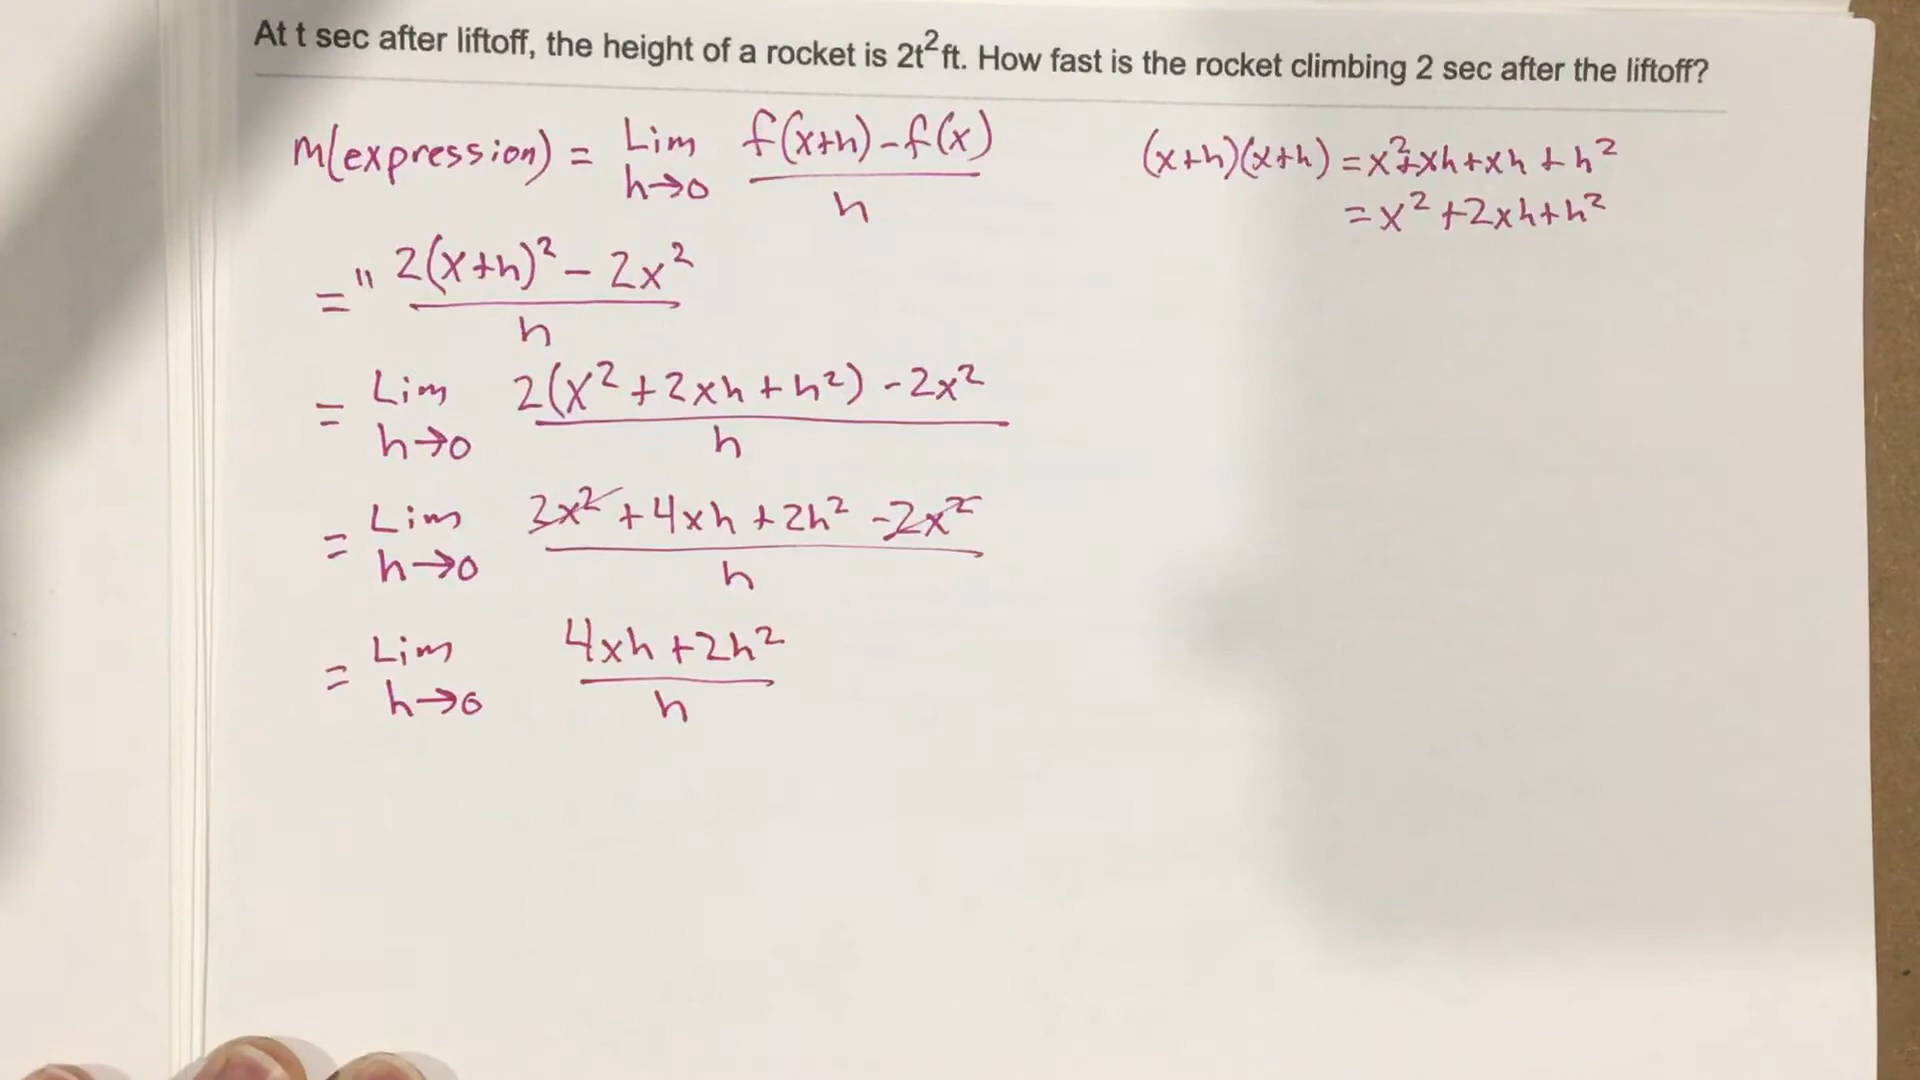 At t sec after liftoff, the height of a rocket is 2t² ft. How fast is the rocket climbing 2 sec after the liftoff?
m(expression) = Lim h→0 f(x+h)-f(x) / h
(x+h)(x+h) = x²+xh+xh+h²
= x²+2xh+h²
= " 2(x+h)² - 2x² / h
= Lim h→0 2(x²+2xh+h²) -2x² / h
= Lim h→0 2x² +4xh +2h² -2x² / h
= Lim h→0 4xh+2h² / h